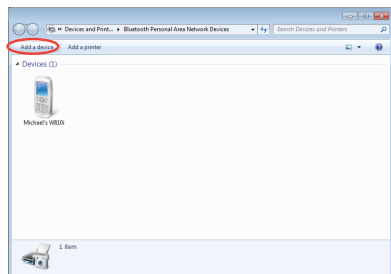 Devices and Print... Bluetooth Personal Area Network Devices Search Devices and Printers
Add a device Add a printer
Devices (1)
Michael's W810i
1 item